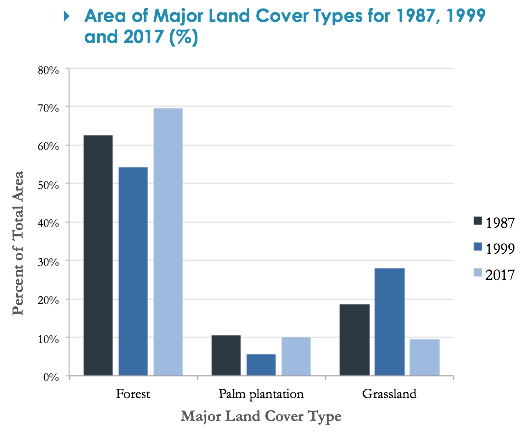 Area of Major Land Cover Types for 1987, 1999
and 2017 (%)
80%
70%
60%
50%
40%
30%
20%
10%
0%
Percent of Total Area
Forest
Palm plantation
Grassland
Major Land Cover Type
1987
1999
2017